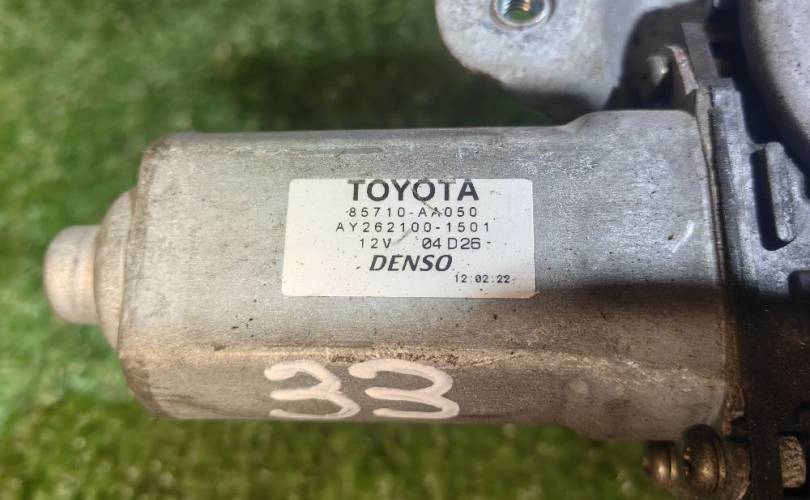 TOYOTA
85710-AA050
AY262100-1501
12V 04D26-
DENSO
12:02:22
33